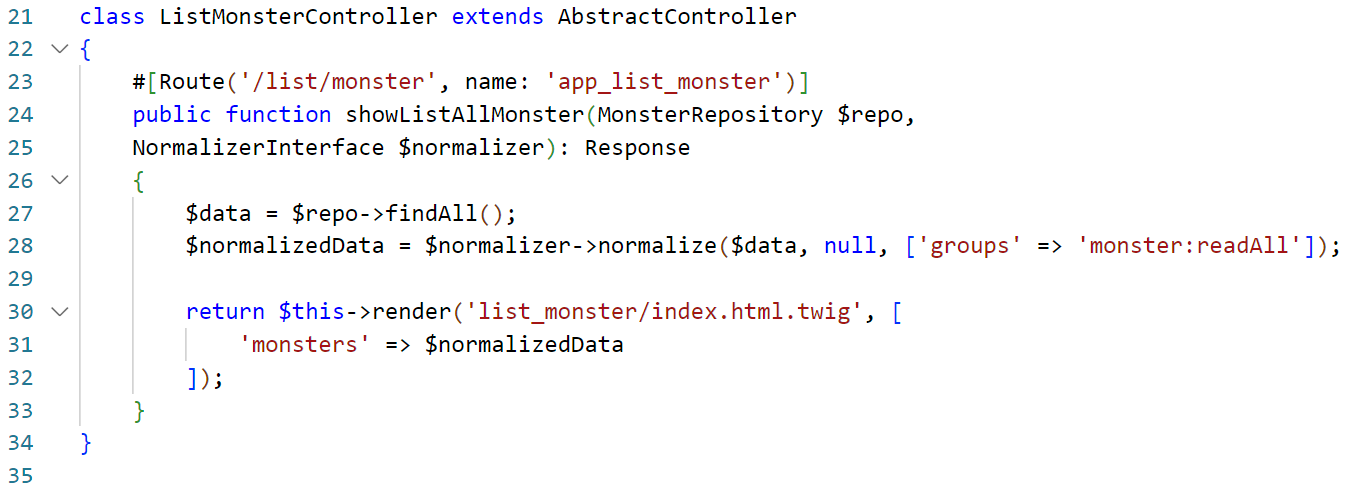 21 class ListMonsterController extends AbstractController
22 {
23     #[Route('/list/monster', name: 'app_list_monster')]
24     public function showListAllMonster(MonsterRepository $repo,
25     NormalizerInterface $normalizer): Response
26     {
27         $data = $repo->findAll();
28         $normalizedData = $normalizer->normalize($data, null, ['groups' => 'monster:readAll']);
29
30         return $this->render('list_monster/index.html.twig', [
31             'monsters' => $normalizedData
32         ]);
33     }
34 }
35